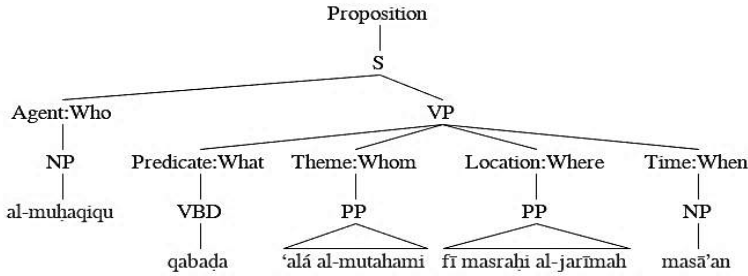 Proposition
S
Agent:Who VP
NP Predicate:What Theme:Whom Location:Where Time:When
al-muḥaqiqu VBD PP PP NP
qabaḍa ‘alá al-mutahami fī masraḥi al-jarīmah masā’an